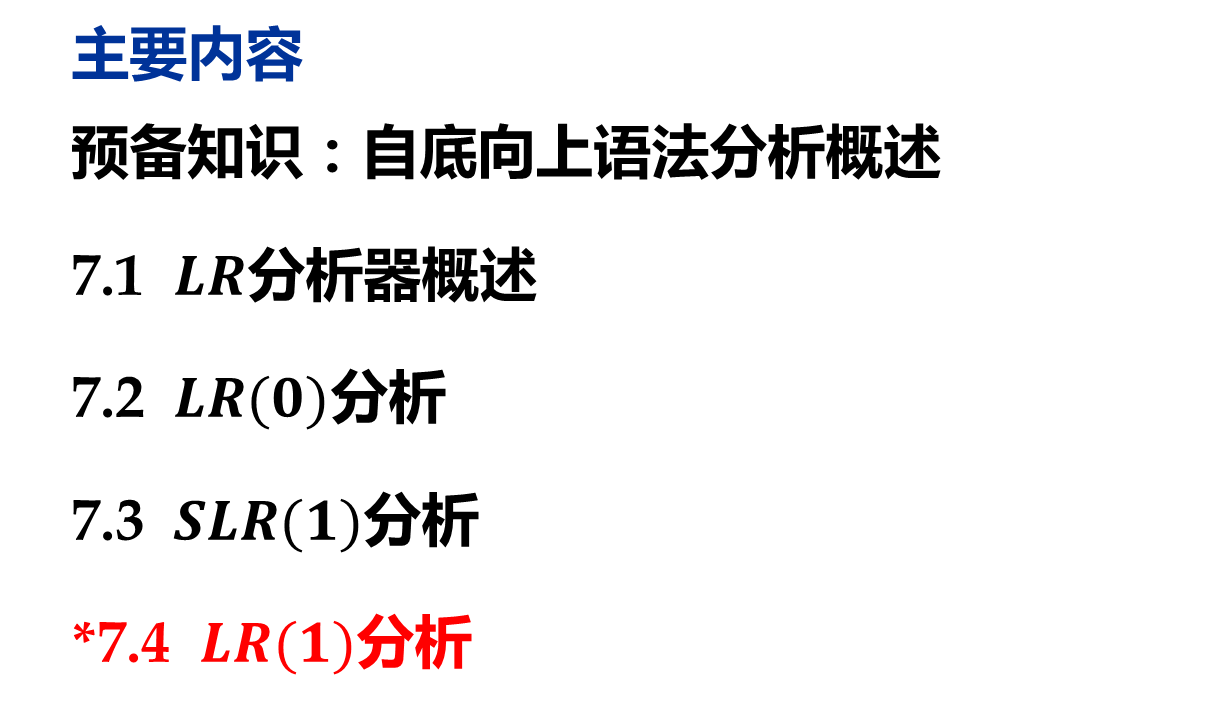 主要内容
预备知识：自底向上语法分析概述
7.1 LR分析器概述
7.2 LR(0)分析
7.3 SLR(1)分析
*7.4 LR(1)分析